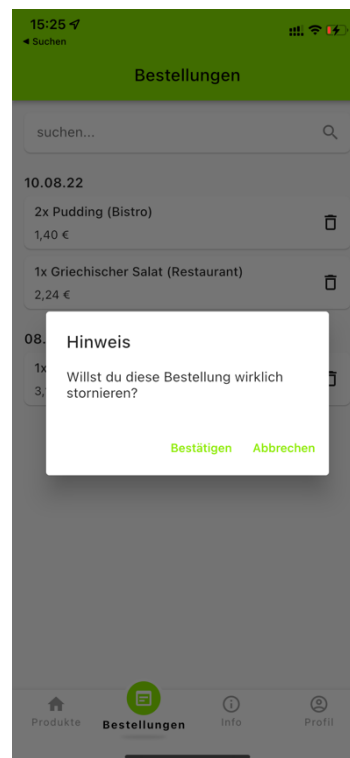 15:25
◀ Suchen
Bestellungen
suchen...
10.08.22
2x Pudding (Bistro)
1,40 €
1x Griechischer Salat (Restaurant)
2,24 €
08.
1x
3,
Hinweis
Willst du diese Bestellung wirklich
stornieren?
Bestätigen Abbrechen
Produkte Bestellungen Info Profil